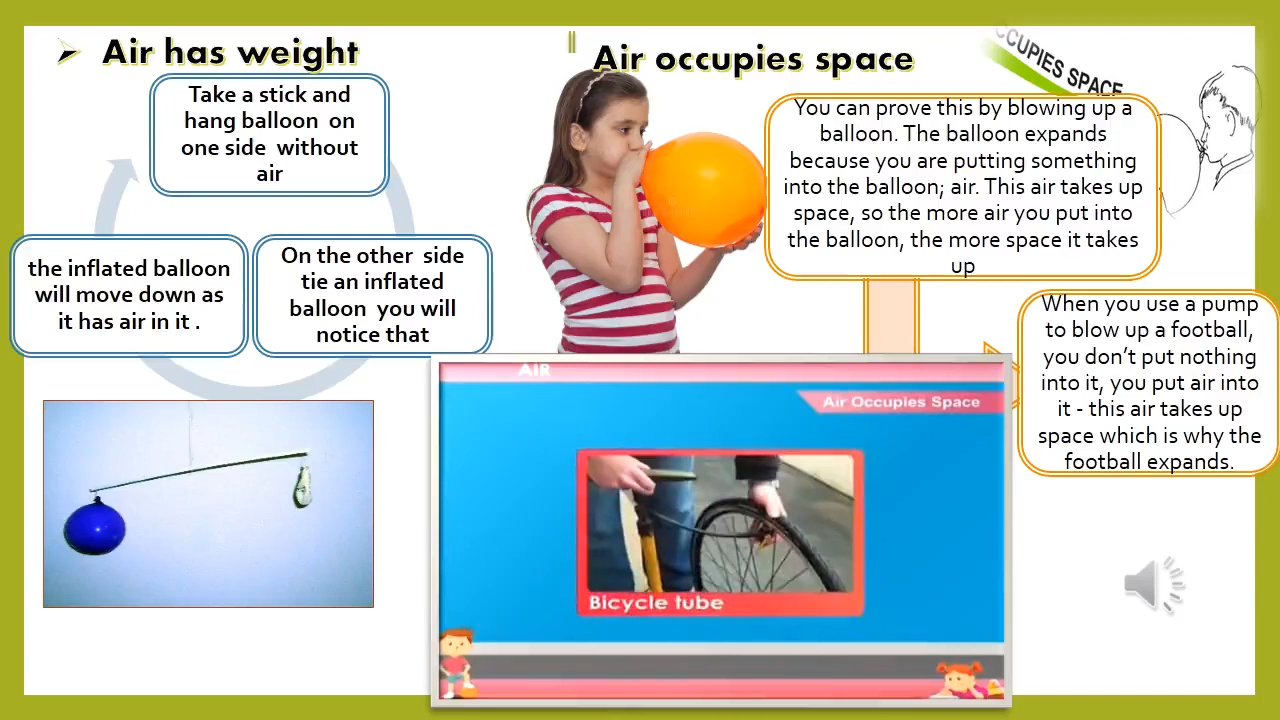 Air has weight
Take a stick and
hang balloon on
one side without
air
On the other side
tie an inflated
balloon you will
notice that
the inflated balloon
will move down as
it has air in it .
Air occupies space
CCUPIES SPACE
You can prove this by blowing up a
balloon. The balloon expands
because you are putting something
into the balloon; air. This air takes up
space, so the more air you put into
the balloon, the more space it takes
up
When you use a pump
to blow up a football,
you don’t put nothing
into it, you put air into
it - this air takes up
space which is why the
football expands.
AIR
Air Occupies Space
Bicycle tube